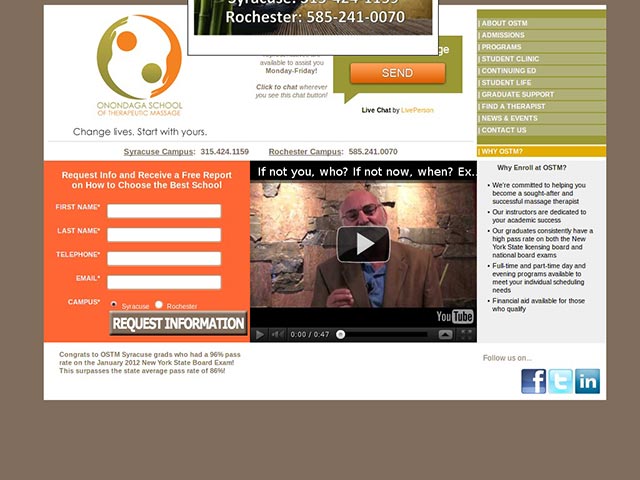 Rochester: 585-241-0070
ONONDAGA SCHOOL
OF THERAPEUTIC MASSAGE
Change lives. Start with yours.
available to assist you
Monday-Friday!
Click to chat wherever
you see this chat button!
SEND
Live Chat by LivePerson
| ABOUT OSTM
| ADMISSIONS
| PROGRAMS
| STUDENT CLINIC
| CONTINUING ED
| STUDENT LIFE
| GRADUATE SUPPORT
| FIND A THERAPIST
| NEWS & EVENTS
| CONTACT US
Syracuse Campus: 315.424.1159 Rochester Campus: 585.241.0070
| WHY OSTM?
Request Info and Receive a Free Report
on How to Choose the Best School
FIRST NAME*
LAST NAME*
TELEPHONE*
EMAIL*
CAMPUS* Syracuse Rochester
REQUEST INFORMATION
If not you, who? If not now, when? Ex...
YouTube
0:00 / 0:47
Why Enroll at OSTM?
• We're committed to helping you
become a sought-after and
successful massage therapist
• Our instructors are dedicated to
your academic success
• Our graduates consistently have a
high pass rate on both the New
York State licensing board and
national board exams
• Full-time and part-time day and
evening programs available to
meet your individual scheduling
needs
• Financial aid available for those
who qualify
Congrats to OSTM Syracuse grads who had a 96% pass
rate on the January 2012 New York State Board Exam!
This surpasses the state average pass rate of 86%!
Follow us on...